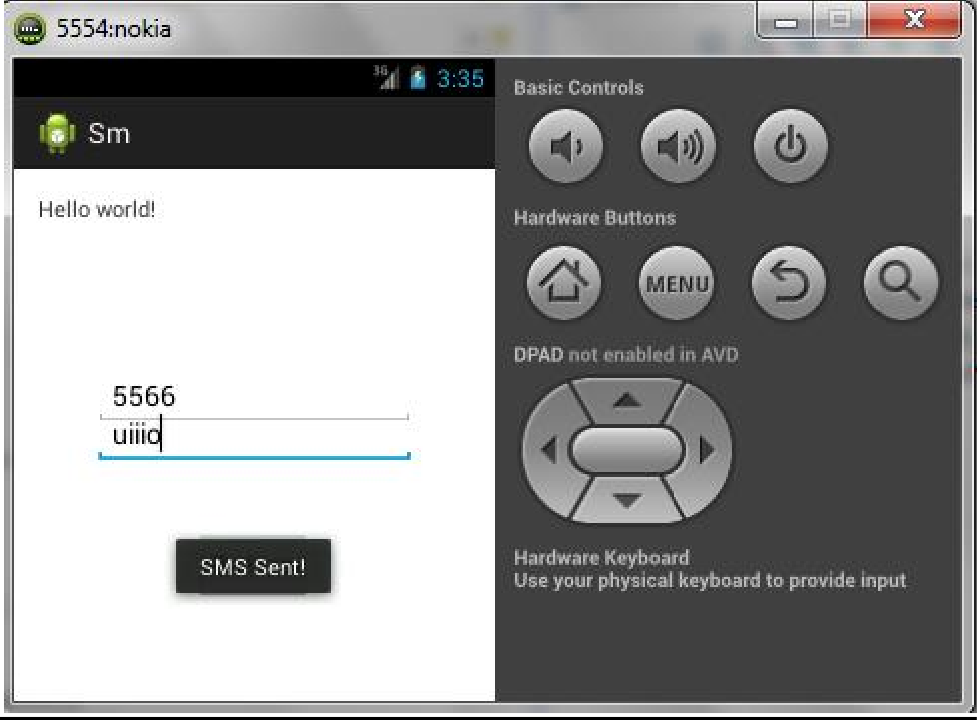 5554:nokia
3G 3:35
Sm
Hello world!
5566
uiiio
SMS Sent!
Basic Controls
Hardware Buttons
MENU
DPAD not enabled in AVD
Hardware Keyboard
Use your physical keyboard to provide input